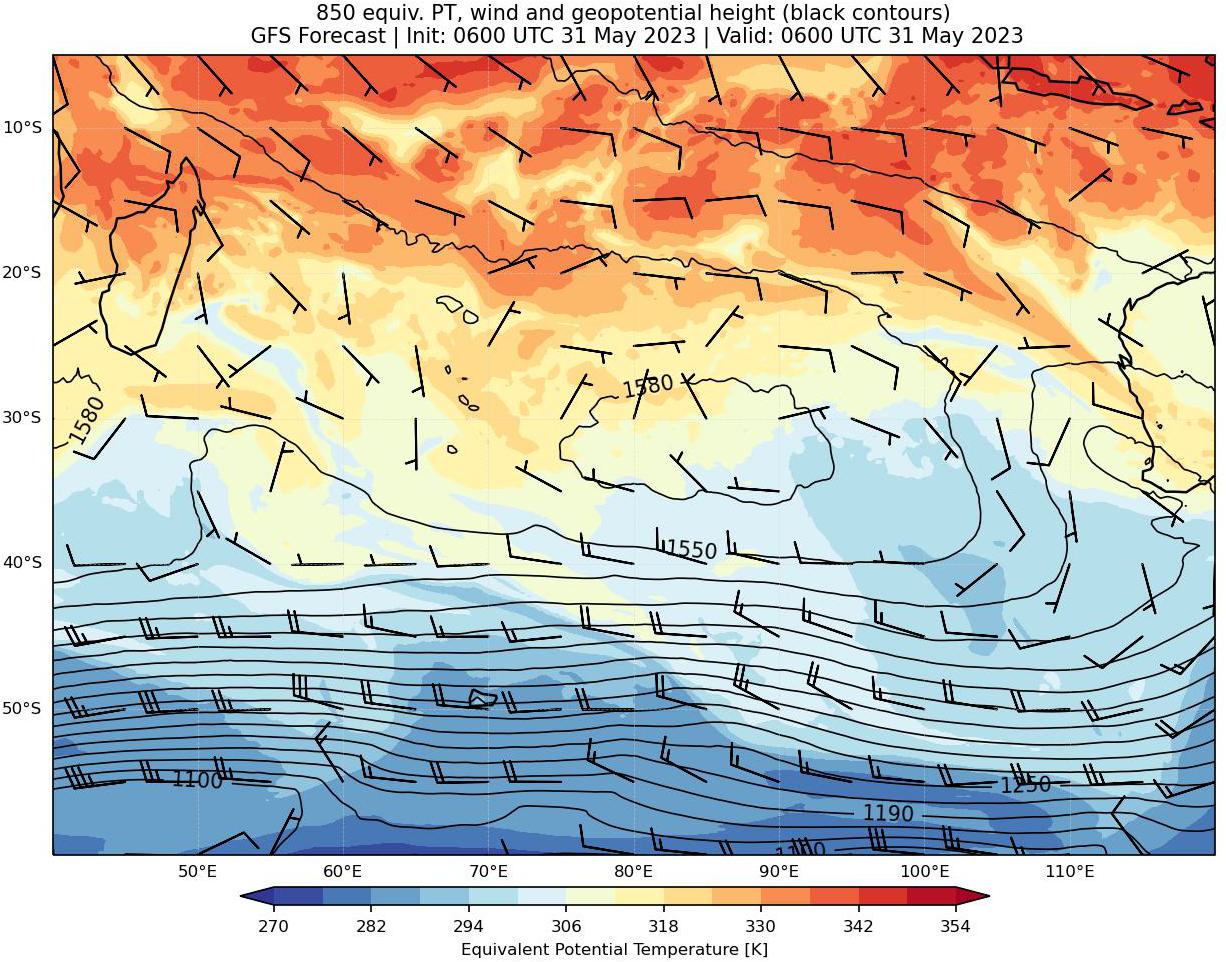 850 equiv. PT, wind and geopotential height (black contours)
GFS Forecast | Init: 0600 UTC 31 May 2023 | Valid: 0600 UTC 31 May 2023
10°S
20°S
1580
1580
30°S
1550
40°S
50°S
1100
1250
1190
50°E 60°E 70°E 80°E 90°E 100°E 110°E
270 282 294 306 318 330 342 354
Equivalent Potential Temperature [K]